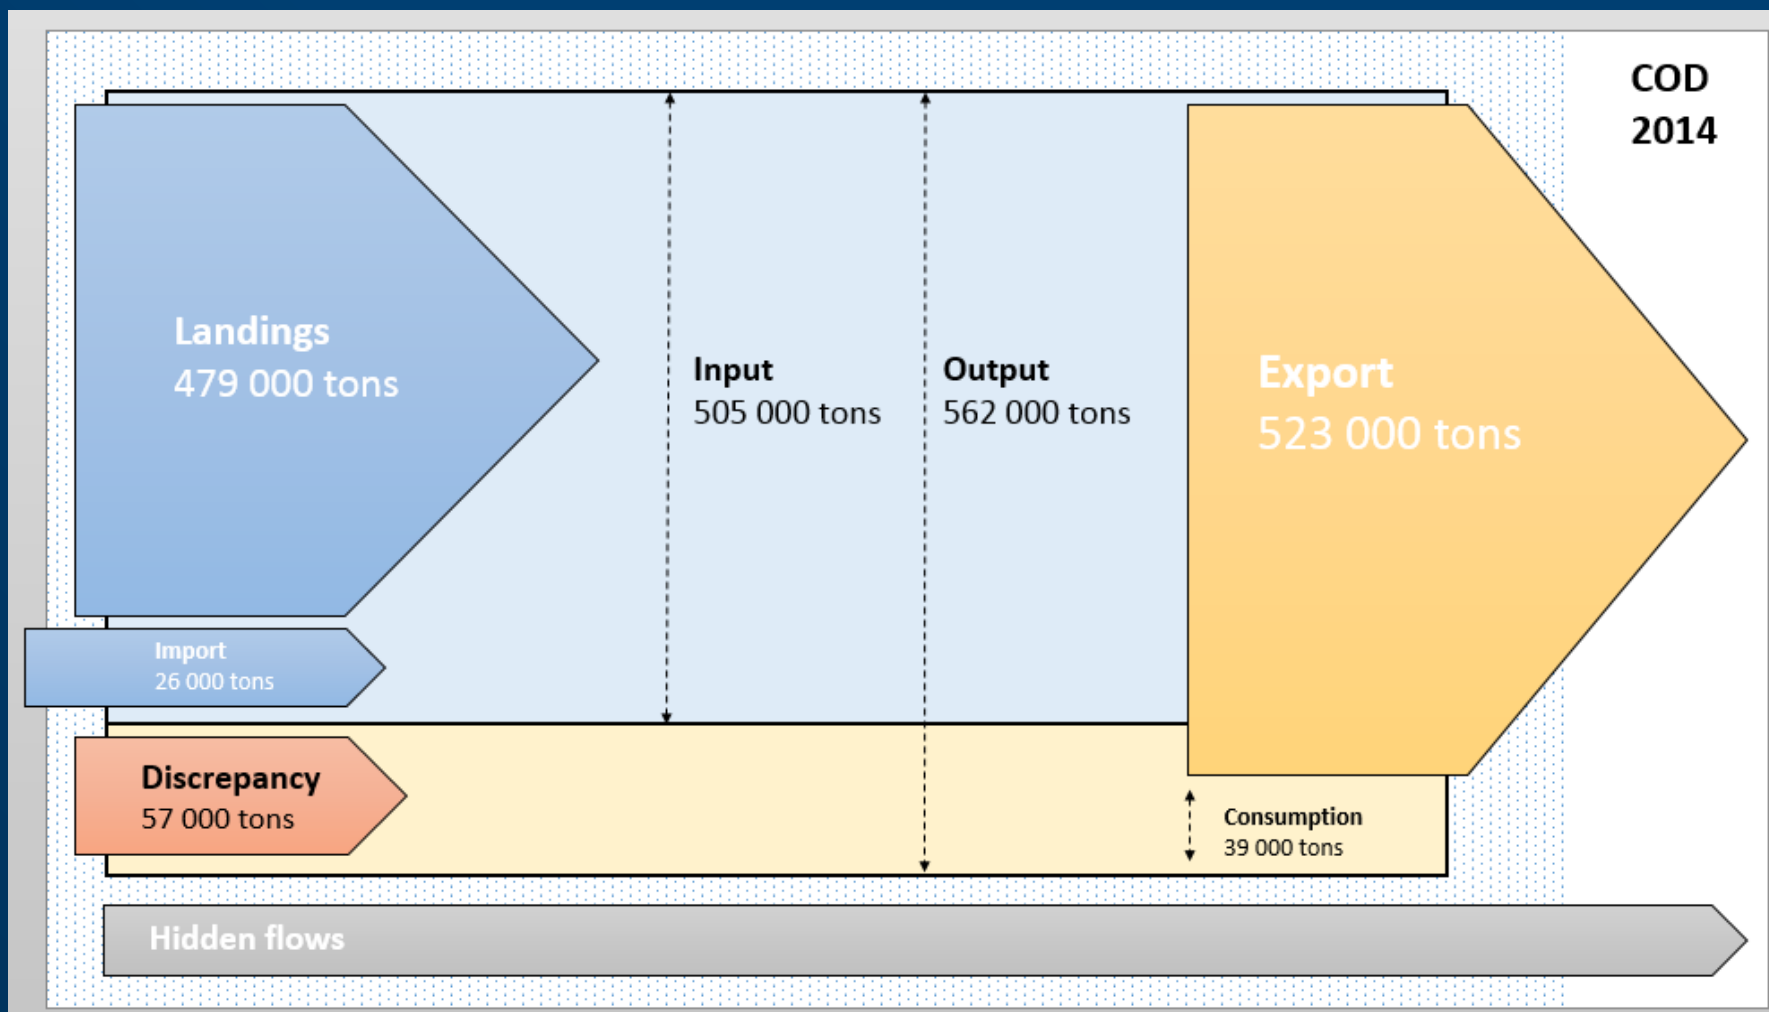 COD
2014
Landings
479 000 tons
Input
505 000 tons
Output
562 000 tons
Export
523 000 tons
Import
26 000 tons
Discrepancy
57 000 tons
Consumption
39 000 tons
Hidden flows